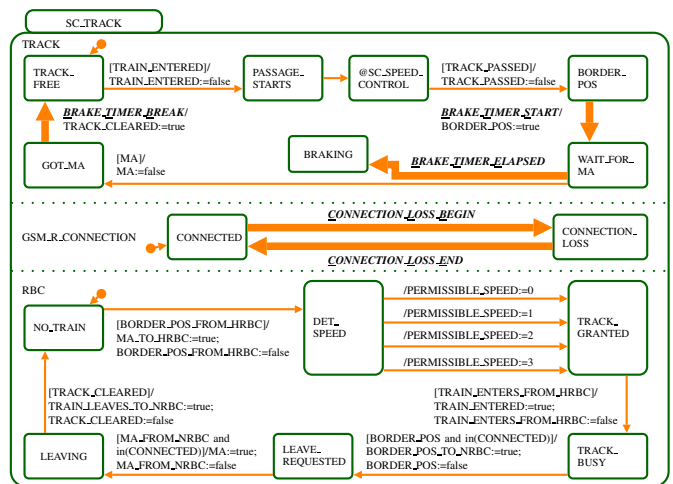 SC_TRACK
TRACK
TRACK_
FREE
[TRAIN_ENTERED]/
TRAIN_ENTERED:=false
PASSAGE_
STARTS
@SC_SPEED_
CONTROL
[TRACK_PASSED]/
TRACK_PASSED:=false
BORDER_
POS
BRAKE_TIMER_BREAK/
TRACK_CLEARED:=true
BRAKE_TIMER_START/
BORDER_POS:=true
GOT_MA
[MA]/
MA:=false
BRAKING
BRAKE_TIMER_ELAPSED
WAIT_FOR_
MA
GSM_R_CONNECTION
CONNECTED
CONNECTION_LOSS_BEGIN
CONNECTION_LOSS_END
CONNECTION_
LOSS
RBC
NO_TRAIN
[BORDER_POS_FROM_HRBC]/
MA_TO_HRBC:=true;
BORDER_POS_FROM_HRBC:=false
DET_
SPEED
/PERMISSIBLE_SPEED:=0
/PERMISSIBLE_SPEED:=1
/PERMISSIBLE_SPEED:=2
/PERMISSIBLE_SPEED:=3
TRACK_
GRANTED
[TRACK_CLEARED]/
TRAIN_LEAVES_TO_NRBC:=true;
TRACK_CLEARED:=false
[TRAIN_ENTERS_FROM_HRBC]/
TRAIN_ENTERED:=true;
TRAIN_ENTERS_FROM_HRBC:=false
LEAVING
[MA_FROM_NRBC and
in(CONNECTED)]/MA:=true;
MA_FROM_NRBC:=false
LEAVE_
REQUESTED
[BORDER_POS and in(CONNECTED)]/
BORDER_POS_TO_NRBC:=true;
BORDER_POS:=false
TRACK_
BUSY